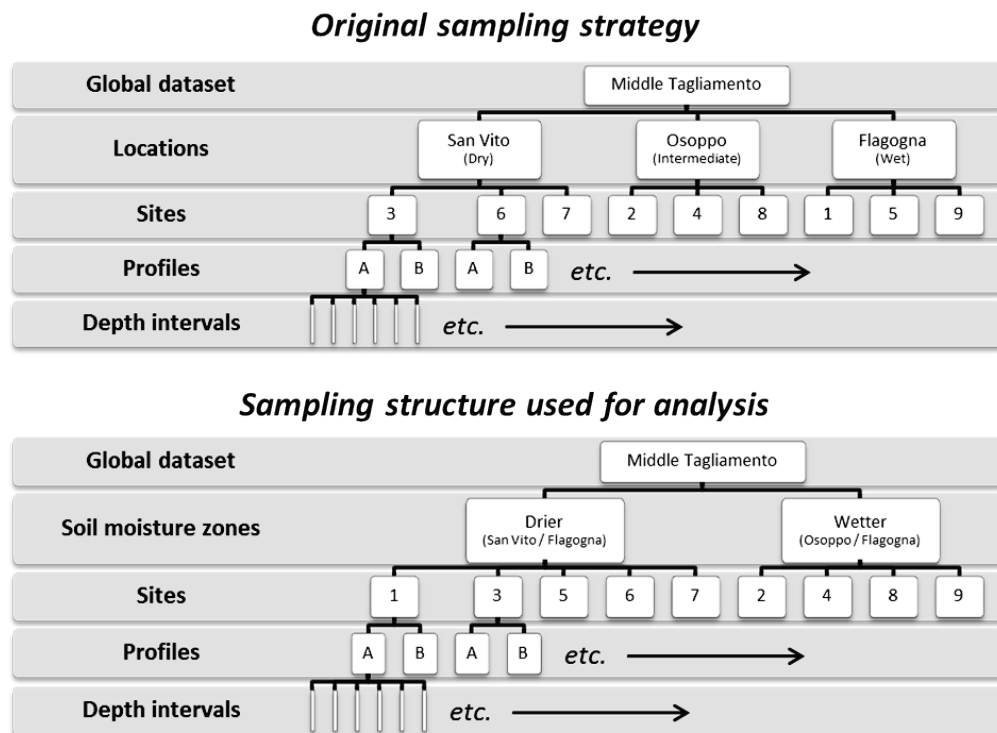 Original sampling strategy
Global dataset
Middle Tagliamento
Locations
San Vito
(Dry)
Osoppo
(Intermediate)
Flagogna
(Wet)
Sites
3 6 7 2 4 8 1 5 9
Profiles
A B A B etc.
Depth intervals
etc.
Sampling structure used for analysis
Global dataset
Middle Tagliamento
Soil moisture zones
Drier
(San Vito / Flagogna)
Wetter
(Osoppo / Flagogna)
Sites
1 3 5 6 7 2 4 8 9
Profiles
A B A B etc.
Depth intervals
etc.